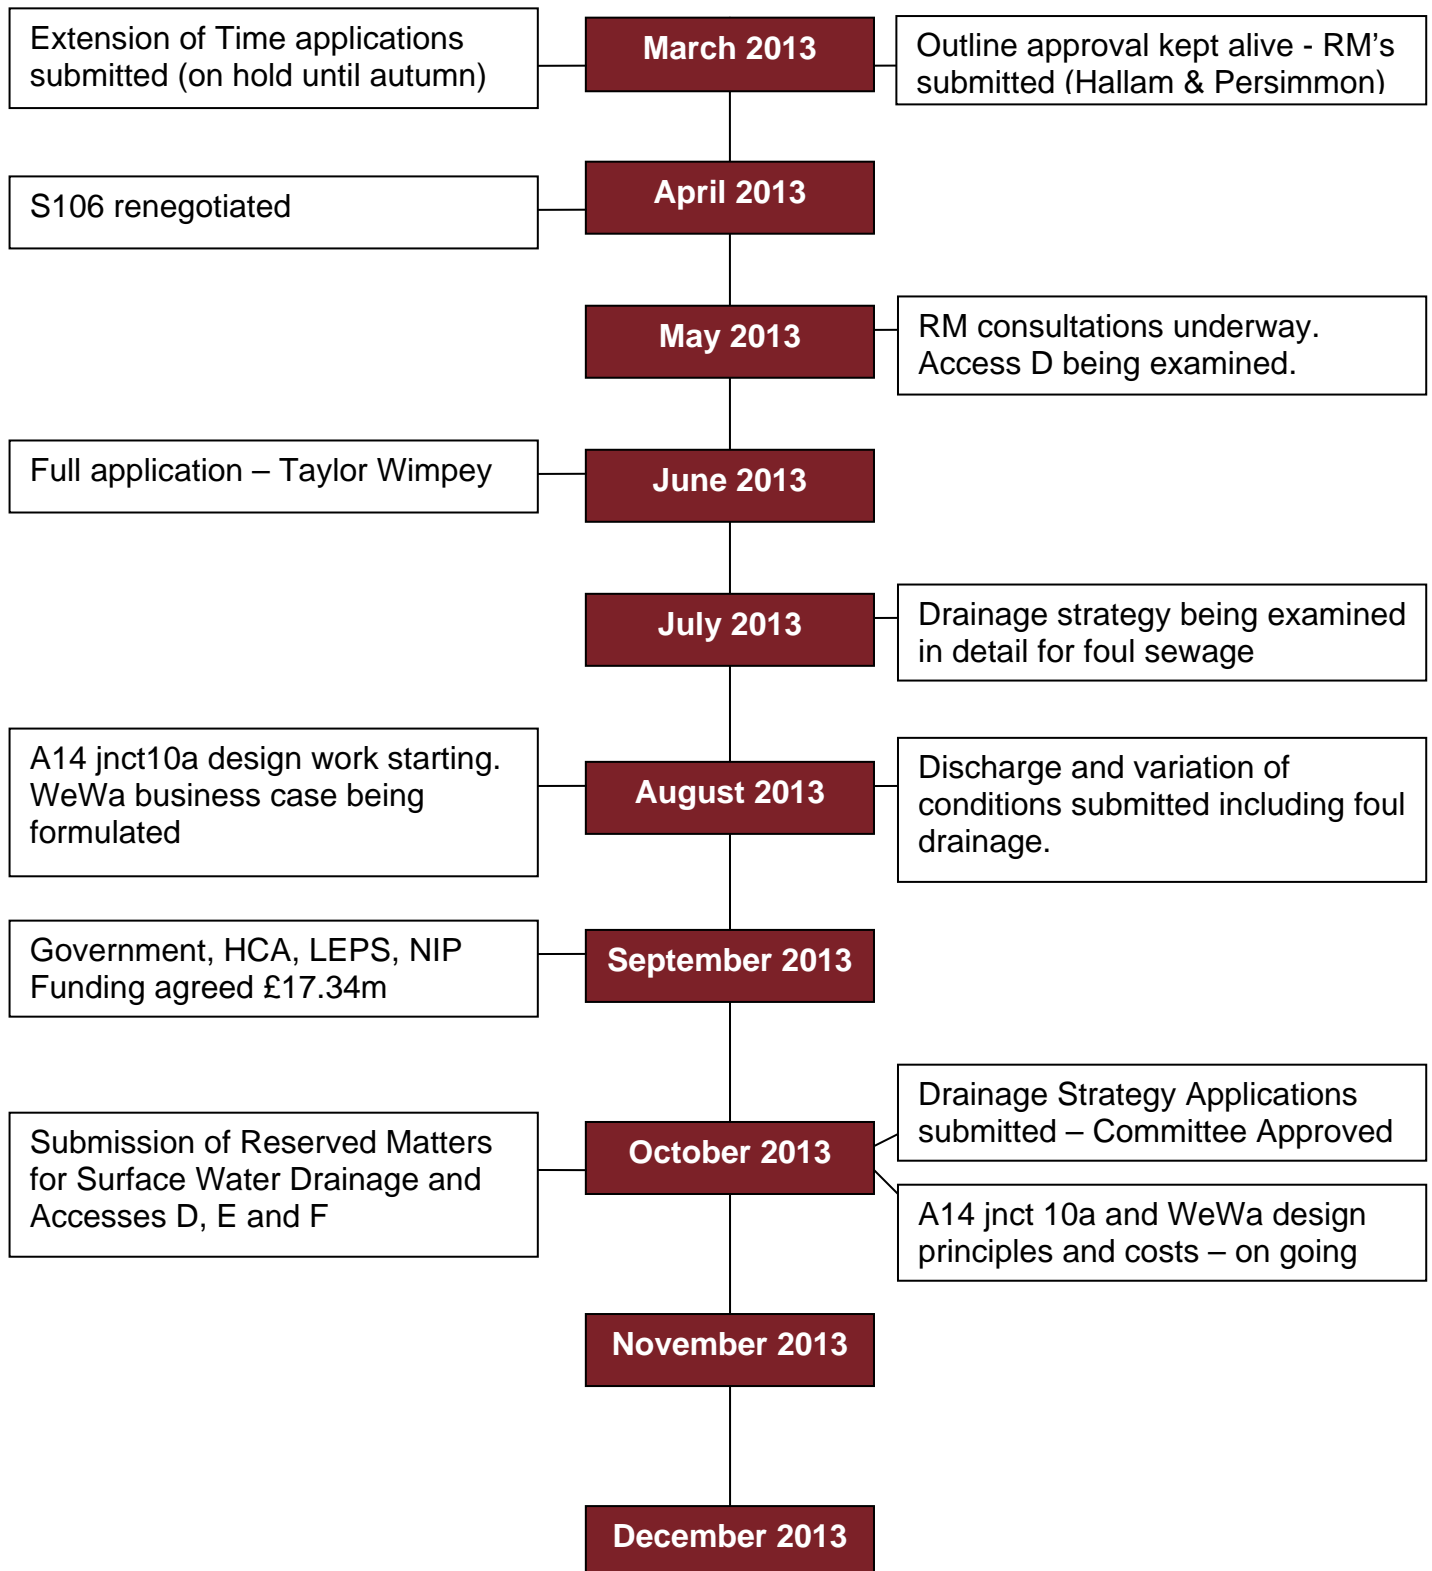 Extension of Time applications
submitted (on hold until autumn)
March 2013
Outline approval kept alive - RM's
submitted (Hallam & Persimmon)
S106 renegotiated
April 2013
May 2013
RM consultations underway.
Access D being examined.
Full application – Taylor Wimpey
June 2013
July 2013
Drainage strategy being examined
in detail for foul sewage
A14 jnct10a design work starting.
WeWa business case being
formulated
August 2013
Discharge and variation of
conditions submitted including foul
drainage.
Government, HCA, LEPS, NIP
Funding agreed £17.34m
September 2013
Submission of Reserved Matters
for Surface Water Drainage and
Accesses D, E and F
October 2013
Drainage Strategy Applications
submitted – Committee Approved
A14 jnct 10a and WeWa design
principles and costs – on going
November 2013
December 2013